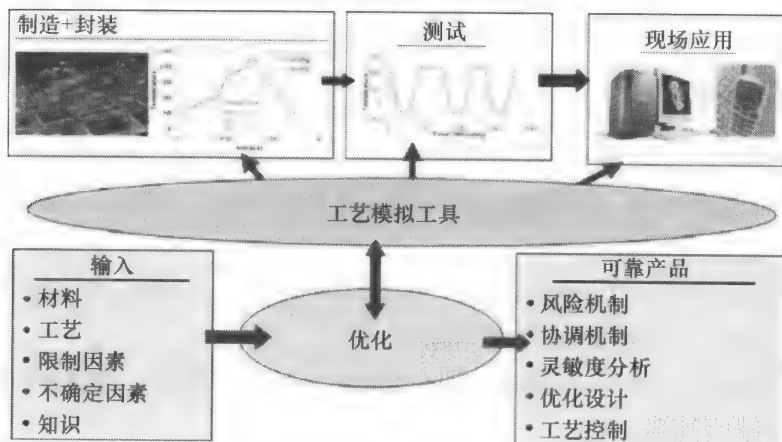 制造+封装
测试
现场应用
工艺模拟工具
输入
• 材料
• 工艺
• 限制因素
• 不确定因素
• 知识
优化
可靠产品
• 风险机制
• 协调机制
• 灵敏度分析
• 优化设计
• 工艺控制